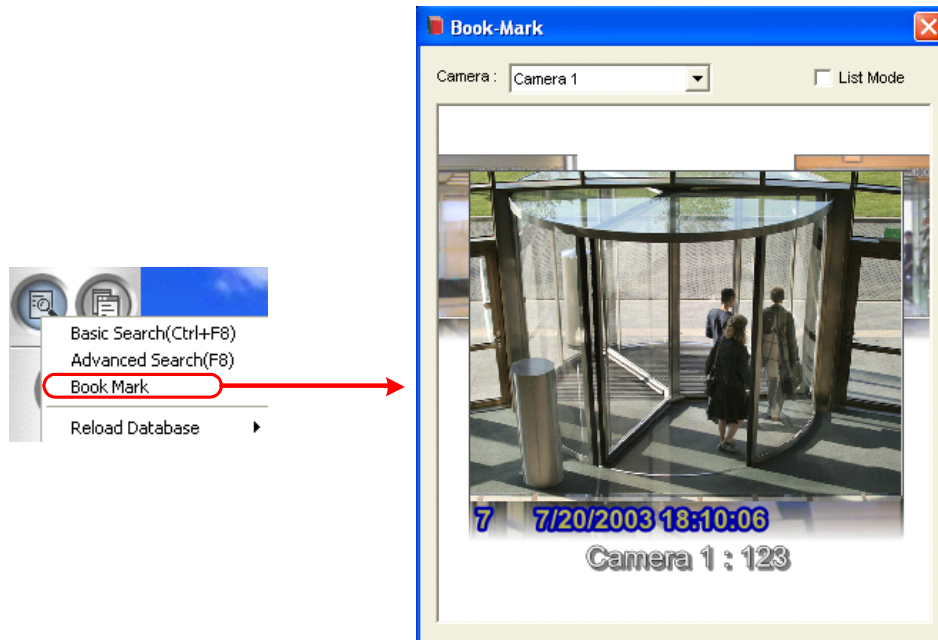 Basic Search(Ctrl+F8)
Advanced Search(F8)
Book Mark
Reload Database
Book-Mark
Camera :
Camera 1
List Mode
7 7/20/2003 18:10:06
Camera 1 : 123